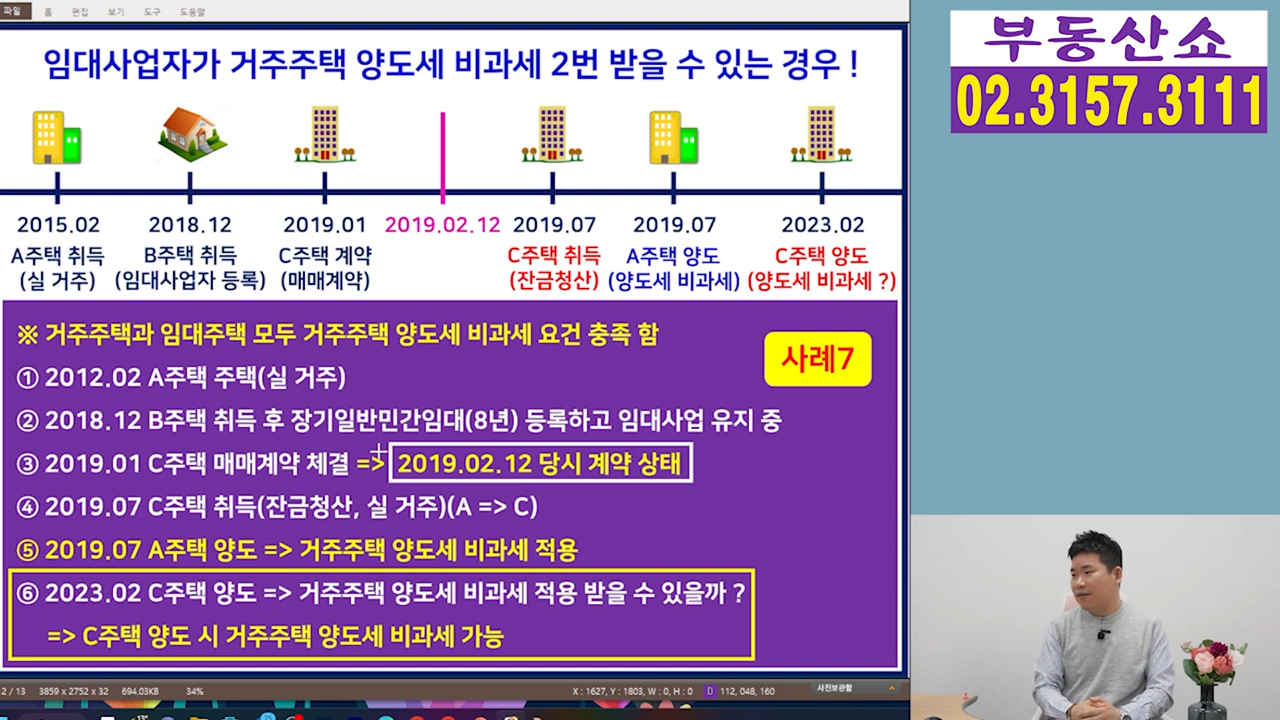 파일 홈 편집 보기 도구 도움말
임대사업자가 거주주택 양도세 비과세 2번 받을 수 있는 경우 !
2015.02 2018.12 2019.01 2019.02.12 2019.07 2019.07 2023.02
A주택 취득 B주택 취득 C주택 계약 C주택 취득 A주택 양도 C주택 양도
(실 거주) (임대사업자 등록) (매매계약) (잔금청산) (양도세 비과세) (양도세 비과세 ?)
※ 거주주택과 임대주택 모두 거주주택 양도세 비과세 요건 충족 함
사례7
① 2012.02 A주택 주택(실 거주)
② 2018.12 B주택 취득 후 장기일반민간임대(8년) 등록하고 임대사업 유지 중
③ 2019.01 C주택 매매계약 체결 => 2019.02.12 당시 계약 상태
④ 2019.07 C주택 취득(잔금청산, 실 거주)(A => C)
⑤ 2019.07 A주택 양도 => 거주주택 양도세 비과세 적용
⑥ 2023.02 C주택 양도 => 거주주택 양도세 비과세 적용 받을 수 있을까 ?
=> C주택 양도 시 거주주택 양도세 비과세 가능
2 / 13 3859 x 2752 x 32 694.03KB 34% X : 1627, Y : 1803, W : 0, H : 0 D 112, 048, 160 사진보관함
부동산쇼
02.3157.3111